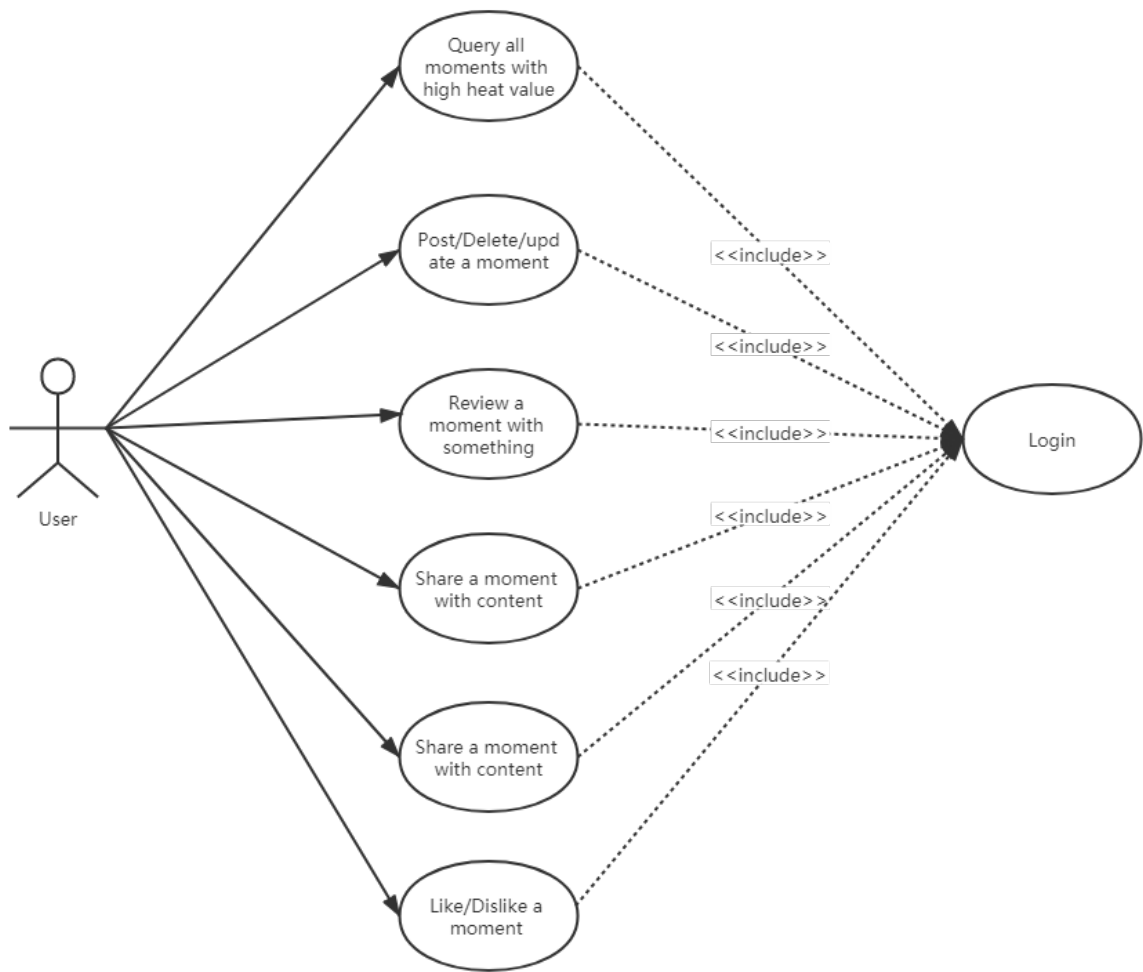 Query all
moments with
high heat value
Post/Delete/upd
ate a moment
<<include>>
<<include>>
Review a
moment with
something
<<include>>
Login
<<include>>
User
Share a moment
with content
<<include>>
<<include>>
Share a moment
with content
Like/Dislike a
moment